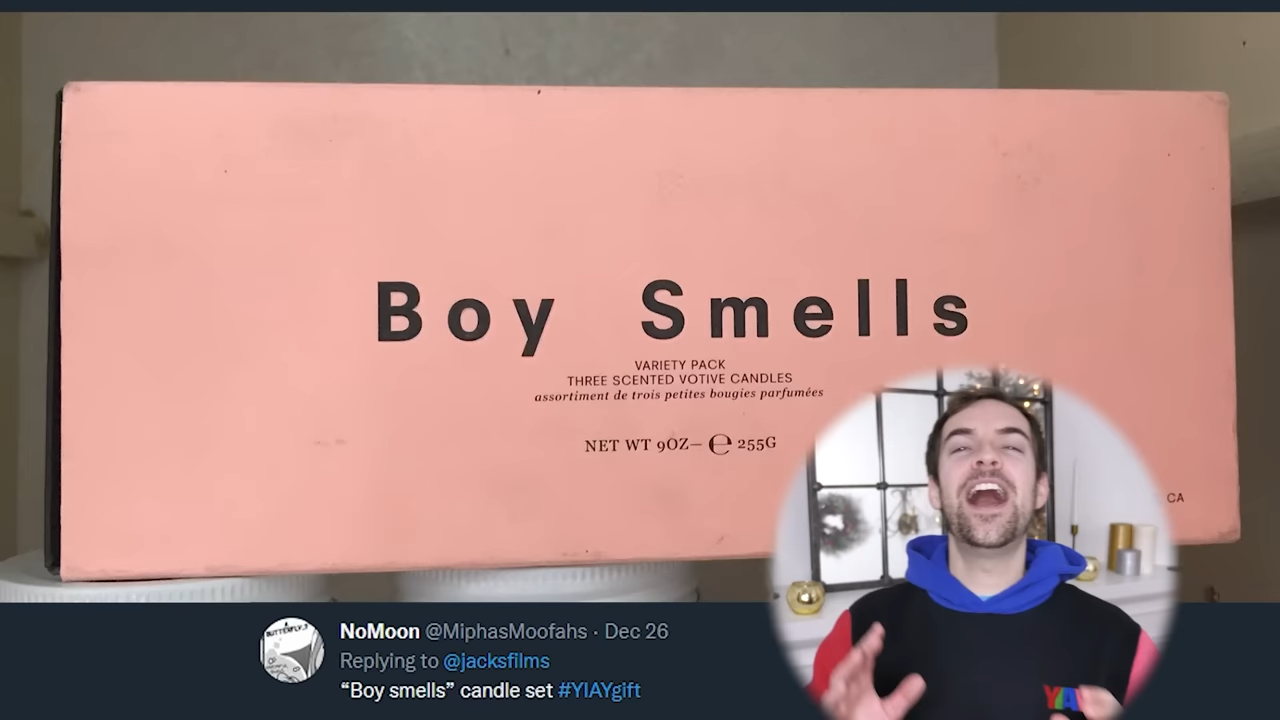 Boy Smells
VARIETY PACK
THREE SCENTED VOTIVE CANDLES
assortiment de trois petites bougies parfumées
NET WT 9OZ– ℮ 255G
CA
NoMoon @MiphasMoofahs · Dec 26
Replying to @jacksfilms
“Boy smells” candle set #YIAYgift
YIA